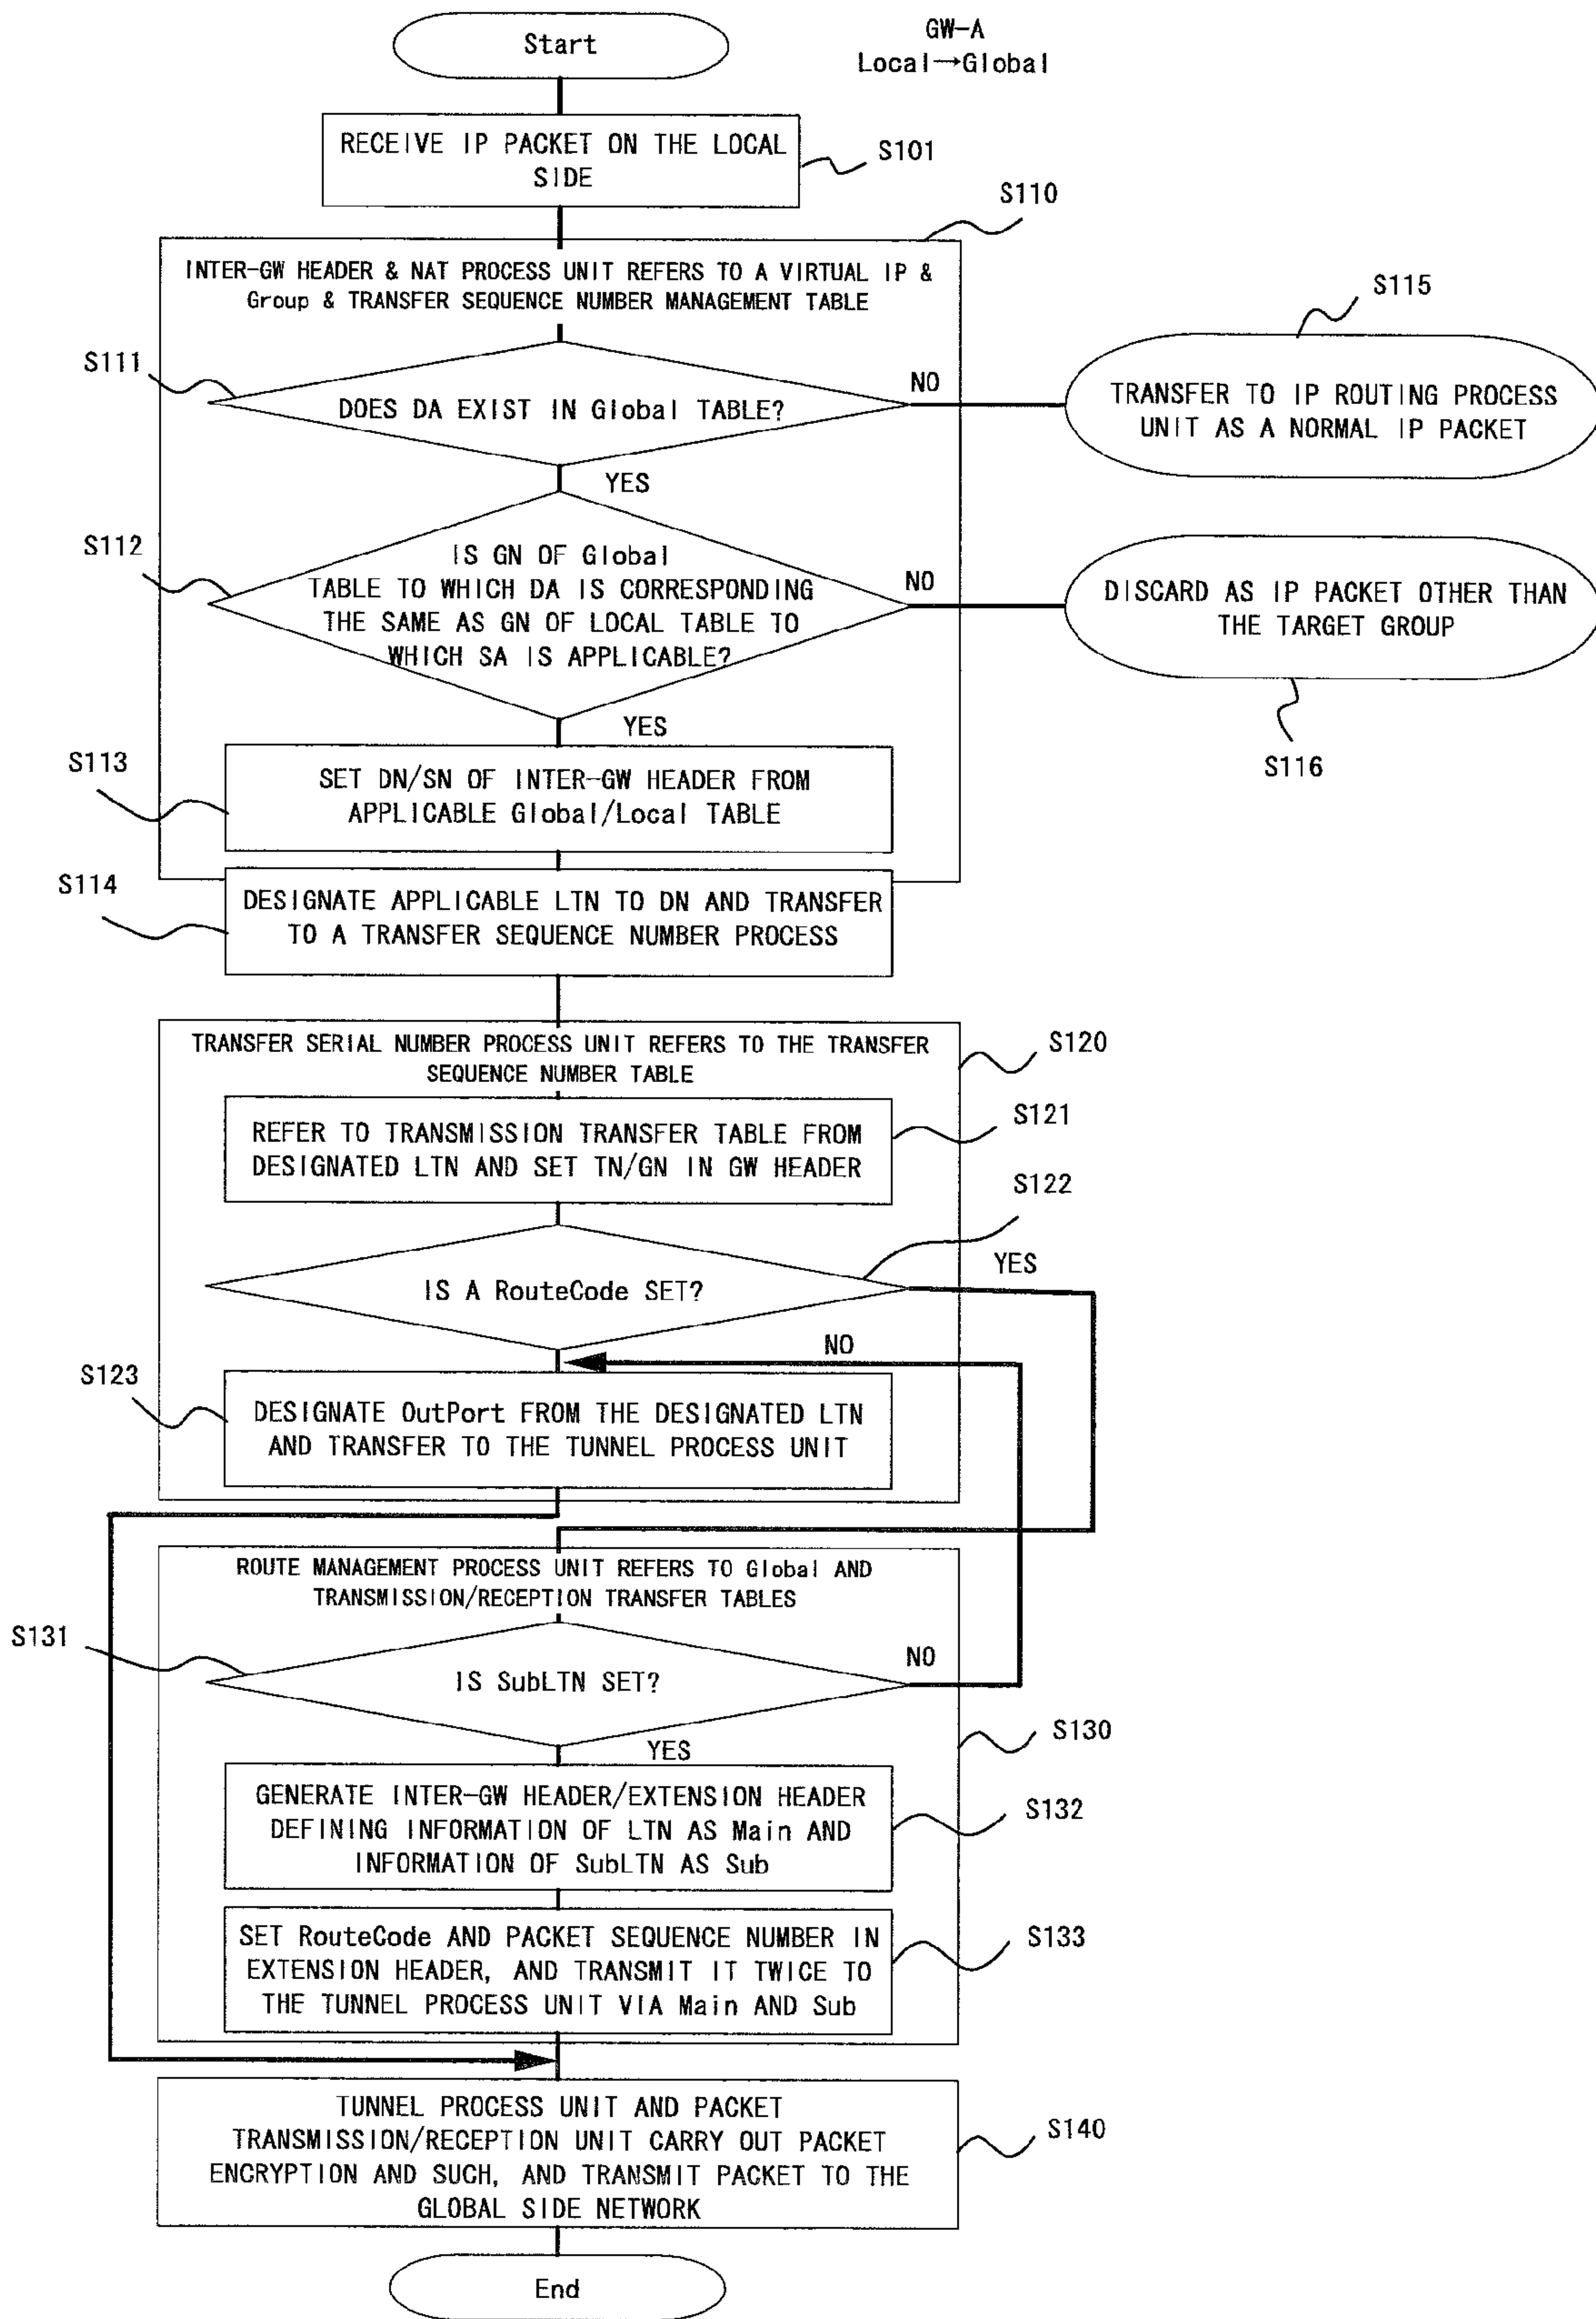 Start
GW-A
Local→Global
RECEIVE IP PACKET ON THE LOCAL
SIDE
S101
S110
INTER-GW HEADER & NAT PROCESS UNIT REFERS TO A VIRTUAL IP &
Group & TRANSFER SEQUENCE NUMBER MANAGEMENT TABLE
S111
DOES DA EXIST IN Global TABLE?
NO
S115
TRANSFER TO IP ROUTING PROCESS
UNIT AS A NORMAL IP PACKET
YES
S112
IS GN OF Global
TABLE TO WHICH DA IS CORRESPONDING
THE SAME AS GN OF LOCAL TABLE TO
WHICH SA IS APPLICABLE?
NO
DISCARD AS IP PACKET OTHER THAN
THE TARGET GROUP
S116
YES
S113
SET DN/SN OF INTER-GW HEADER FROM
APPLICABLE Global/Local TABLE
S114
DESIGNATE APPLICABLE LTN TO DN AND TRANSFER
TO A TRANSFER SEQUENCE NUMBER PROCESS
TRANSFER SERIAL NUMBER PROCESS UNIT REFERS TO THE TRANSFER
SEQUENCE NUMBER TABLE
S120
REFER TO TRANSMISSION TRANSFER TABLE FROM
DESIGNATED LTN AND SET TN/GN IN GW HEADER
S121
S122
IS A RouteCode SET?
YES
NO
S123
DESIGNATE OutPort FROM THE DESIGNATED LTN
AND TRANSFER TO THE TUNNEL PROCESS UNIT
ROUTE MANAGEMENT PROCESS UNIT REFERS TO Global AND
TRANSMISSION/RECEPTION TRANSFER TABLES
S131
IS SubLTN SET?
NO
S130
YES
GENERATE INTER-GW HEADER/EXTENSION HEADER
DEFINING INFORMATION OF LTN AS Main AND
INFORMATION OF SubLTN AS Sub
S132
SET RouteCode AND PACKET SEQUENCE NUMBER IN
EXTENSION HEADER, AND TRANSMIT IT TWICE TO
THE TUNNEL PROCESS UNIT VIA Main AND Sub
S133
TUNNEL PROCESS UNIT AND PACKET
TRANSMISSION/RECEPTION UNIT CARRY OUT PACKET
ENCRYPTION AND SUCH, AND TRANSMIT PACKET TO THE
GLOBAL SIDE NETWORK
S140
End